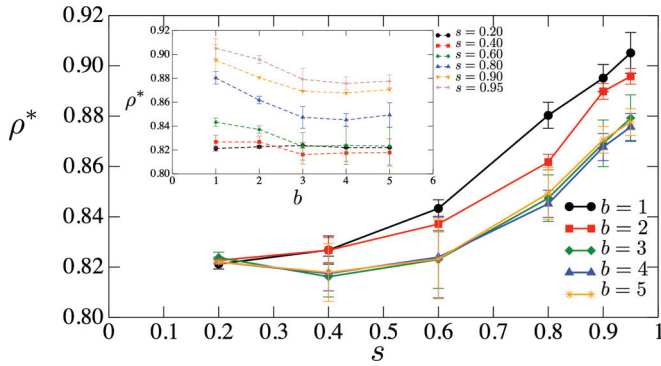 0.92
0.90
0.88
0.86
0.84
0.82
0.80
ρ*
0 0.1 0.2 0.3 0.4 0.5 0.6 0.7 0.8 0.9 1
s
b = 1
b = 2
b = 3
b = 4
b = 5
0.92
0.90
0.88
0.86
0.84
0.82
0.80
ρ*
0 1 2 3 4 5 6
b
s = 0.20
s = 0.40
s = 0.60
s = 0.80
s = 0.90
s = 0.95